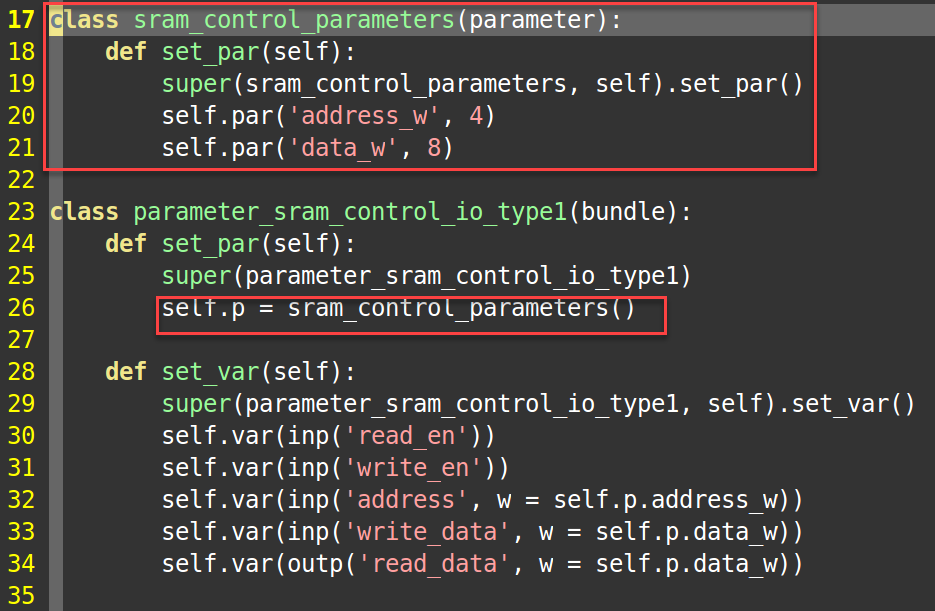 17 class sram_control_parameters(parameter):
18     def set_par(self):
19         super(sram_control_parameters, self).set_par()
20         self.par('address_w', 4)
21         self.par('data_w', 8)
22
23 class parameter_sram_control_io_type1(bundle):
24     def set_par(self):
25         super(parameter_sram_control_io_type1)
26         self.p = sram_control_parameters()
27
28     def set_var(self):
29         super(parameter_sram_control_io_type1, self).set_var()
30         self.var(inp('read_en'))
31         self.var(inp('write_en'))
32         self.var(inp('address', w = self.p.address_w))
33         self.var(inp('write_data', w = self.p.data_w))
34         self.var(outp('read_data', w = self.p.data_w))
35